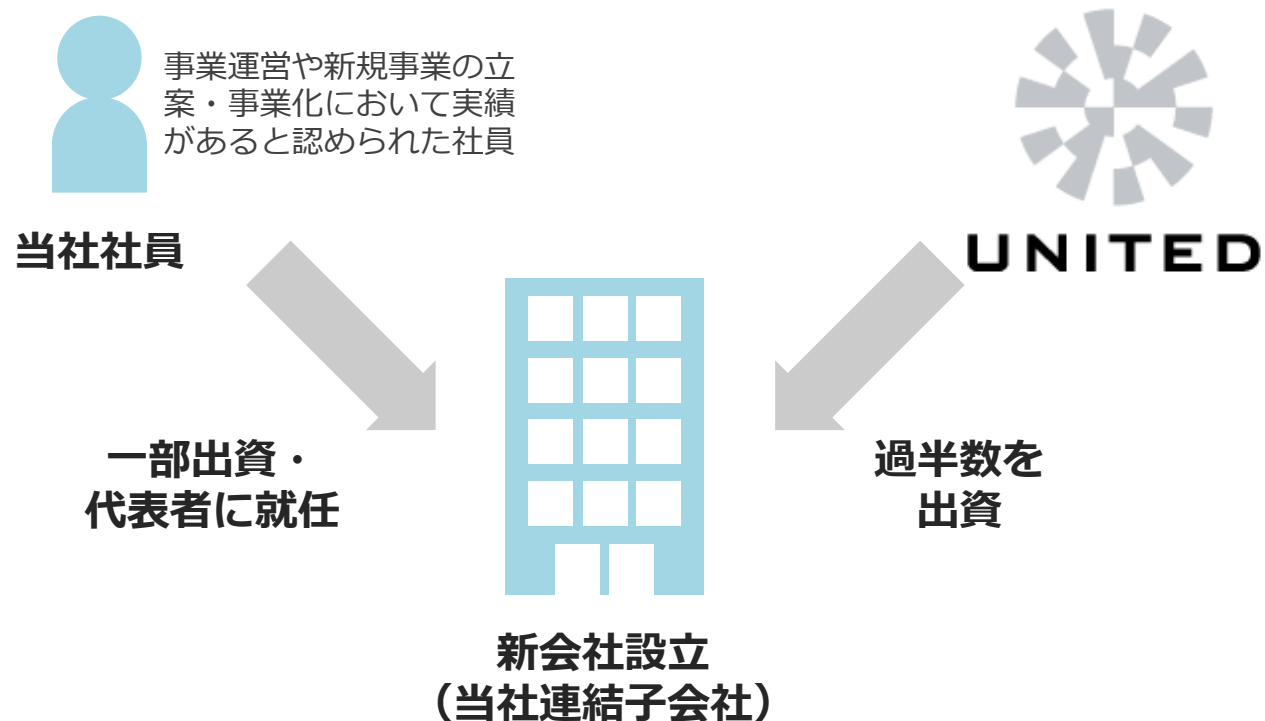 事業運営や新規事業の立
案・事業化において実績
があると認められた社員
当社社員
UNITED
一部出資・
代表者に就任
過半数を
出資
新会社設立
（当社連結子会社）